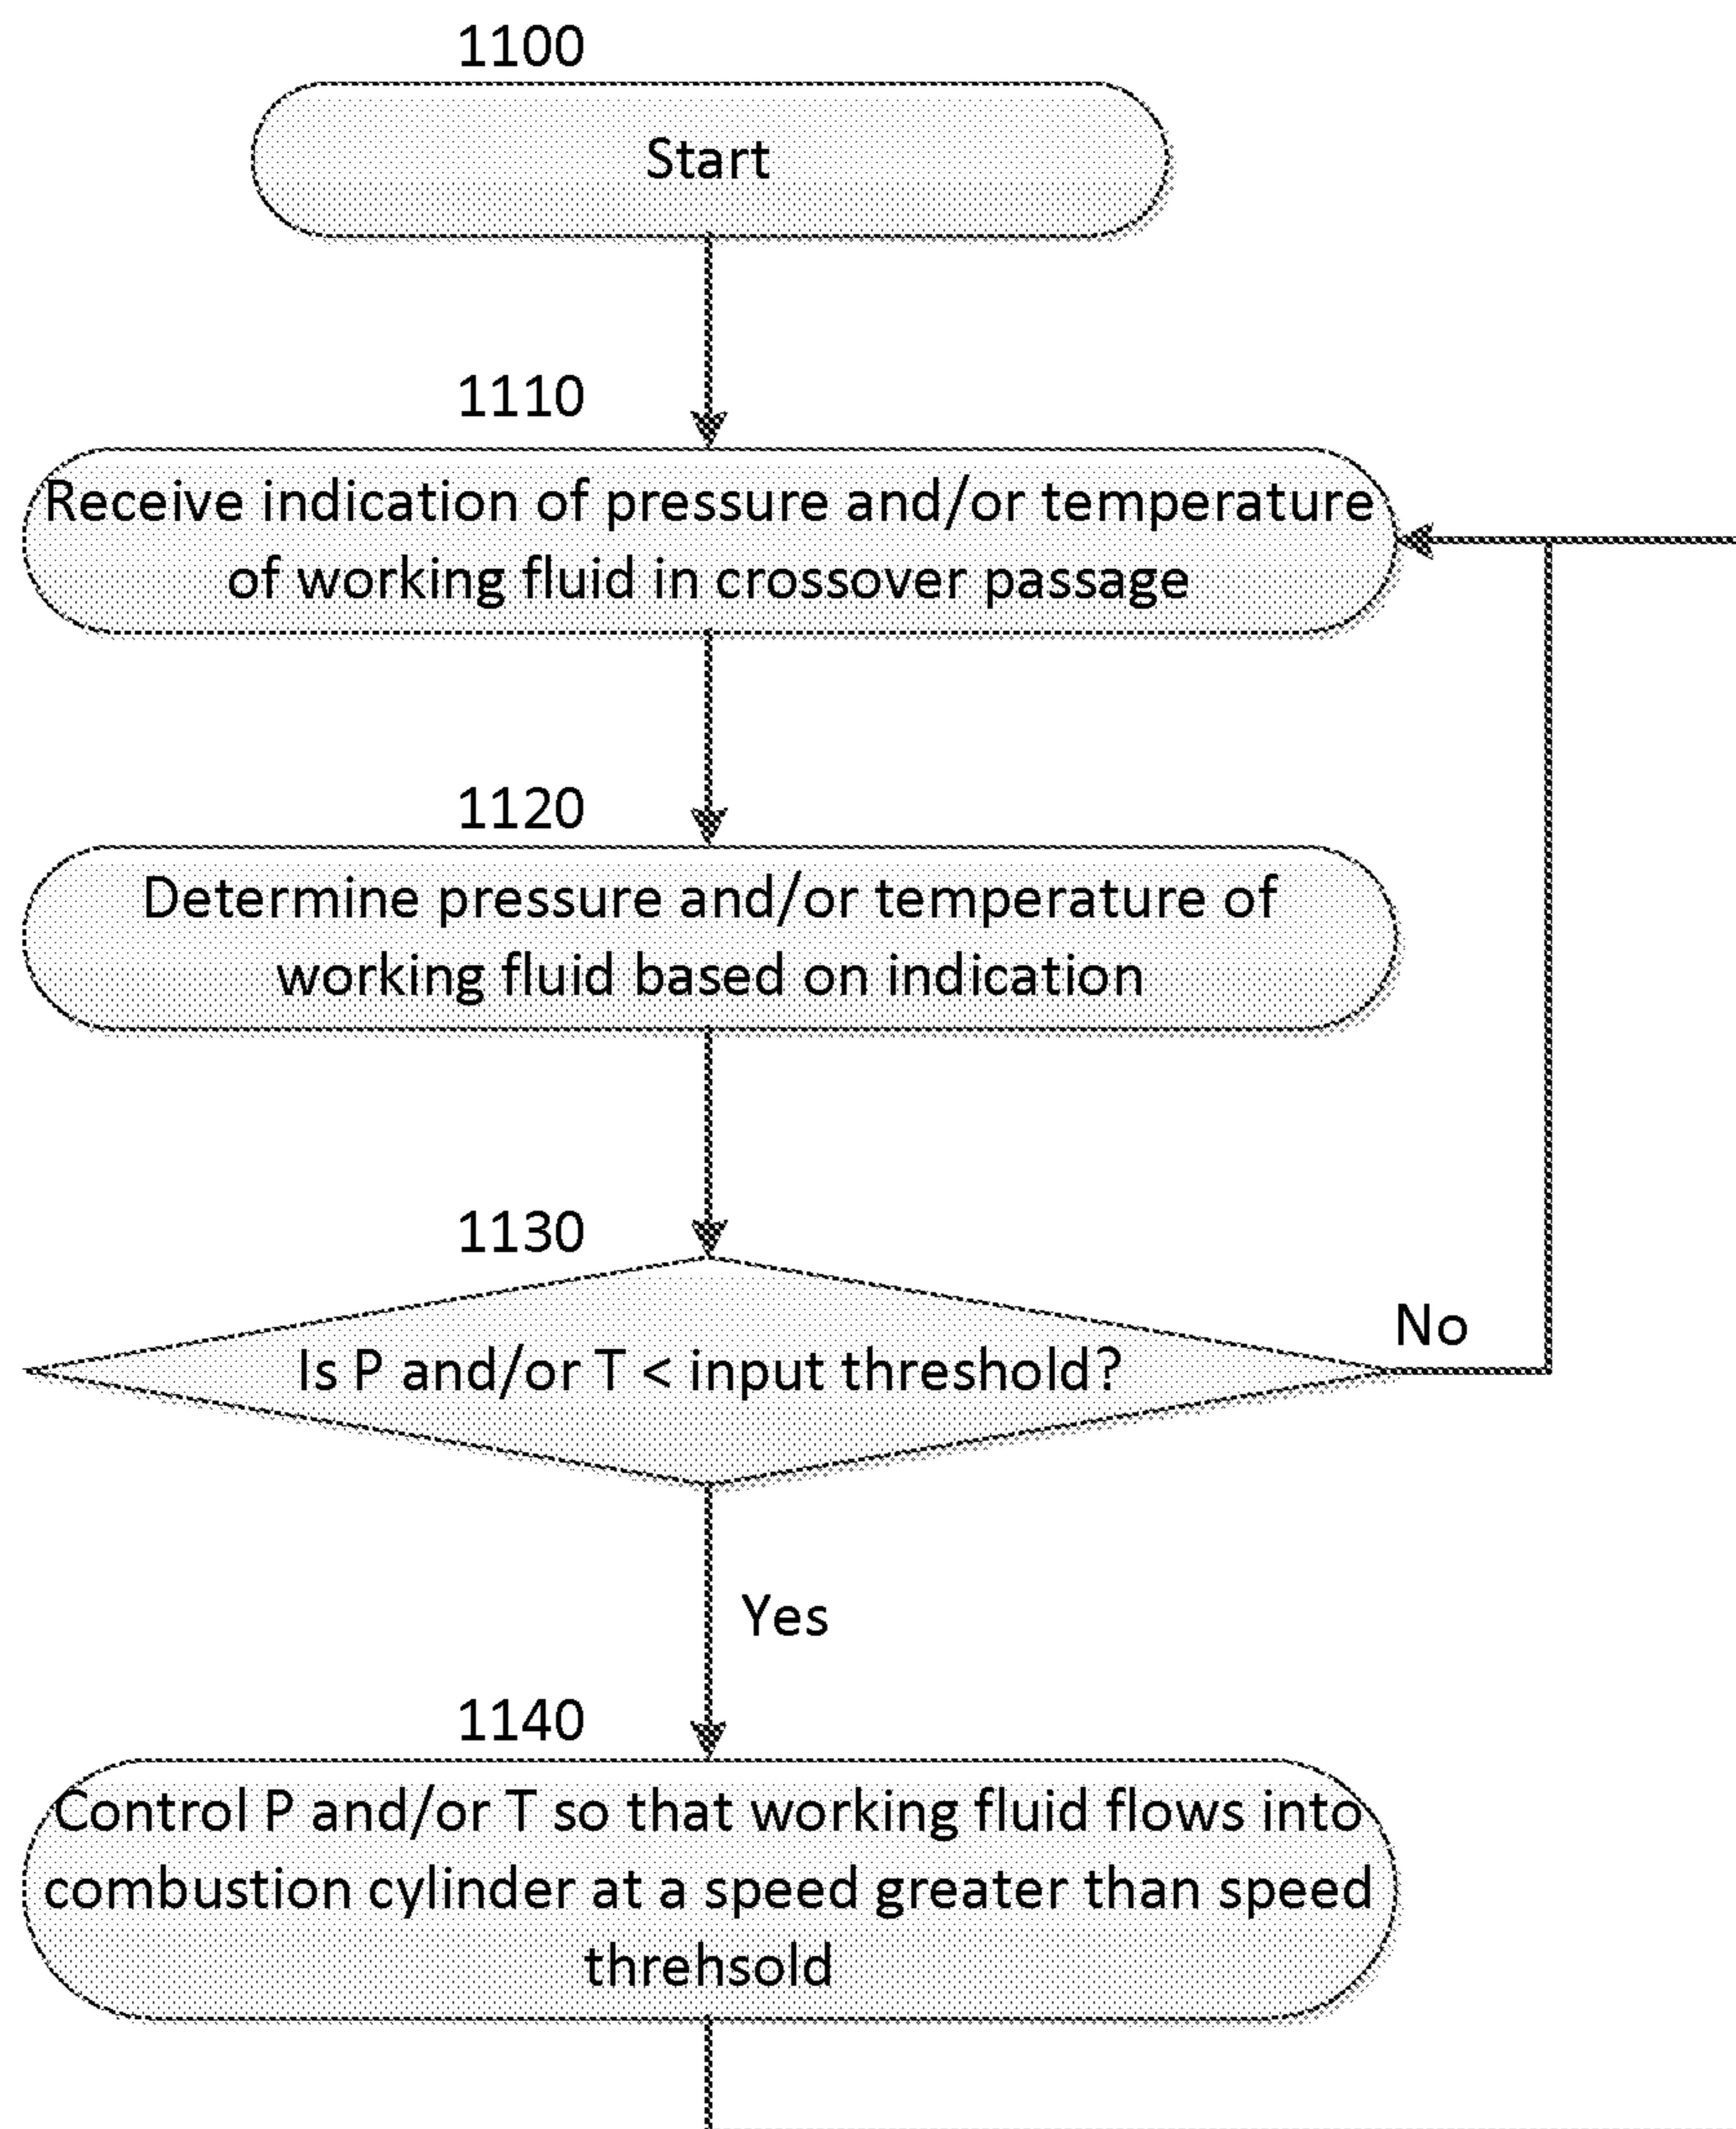 1100
Start
1110
Receive indication of pressure and/or temperature
of working fluid in crossover passage
1120
Determine pressure and/or temperature of
working fluid based on indication
1130
Is P and/or T < input threshold?
No
Yes
1140
Control P and/or T so that working fluid flows into
combustion cylinder at a speed greater than speed
threhsold